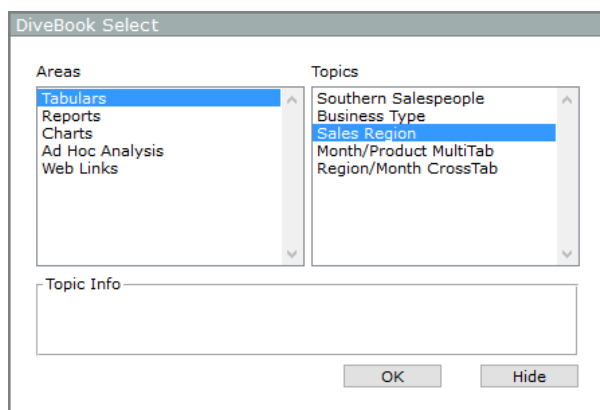 DiveBook Select
Areas
Topics
Tabulars
Reports
Charts
Ad Hoc Analysis
Web Links
Southern Salespeople
Business Type
Sales Region
Month/Product MultiTab
Region/Month CrossTab
Topic Info
OK
Hide